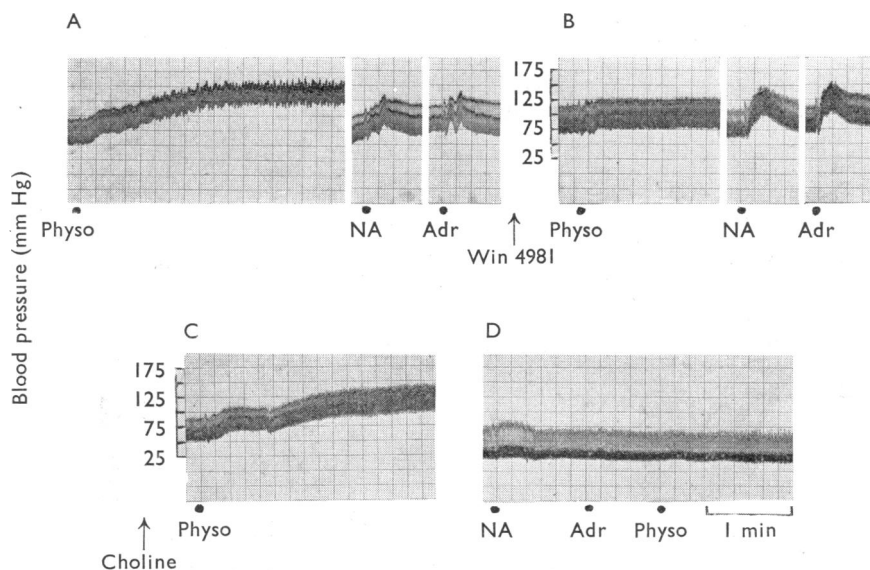 A
B
175
125
75
25
Physo
NA
Adr
Physo
NA
Adr
Win 4981
Blood pressure (mm Hg)
C
D
175
125
75
25
Physo
NA
Adr
Physo
1 min
Choline